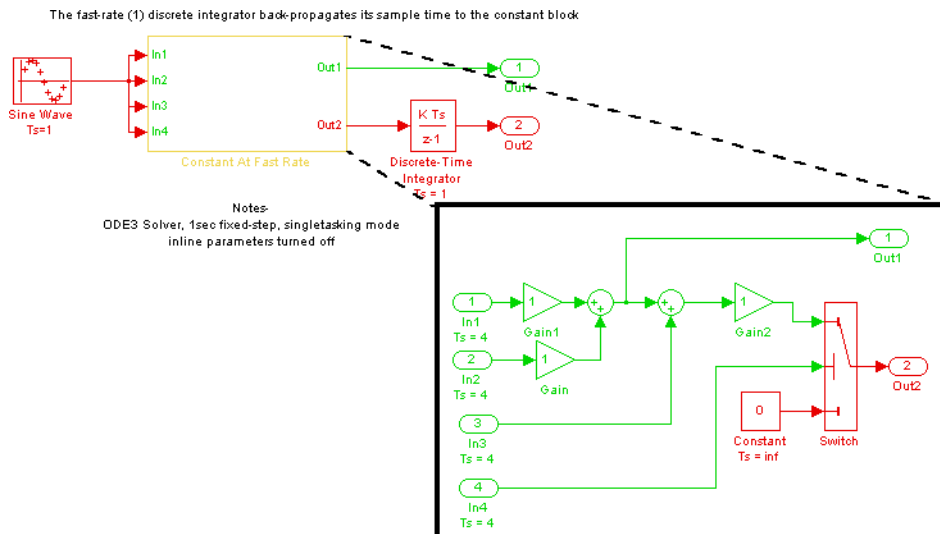 The fast-rate (1) discrete integrator back-propagates its sample time to the constant block
In1
In2
In3
In4
Out1
Out2
Constant At Fast Rate
Sine Wave
Ts=1
1
Out1
K Ts
z-1
Discrete-Time
Integrator
Ts = 1
2
Out2
Notes-
ODE3 Solver, 1sec fixed-step, singletasking mode
inline parameters turned off
1
Out1
1
In1
Ts = 4
1
Gain1
+
+
+
+
1
Gain2
2
In2
Ts = 4
1
Gain
3
In3
Ts = 4
0
Constant
Ts = inf
Switch
2
Out2
4
In4
Ts = 4